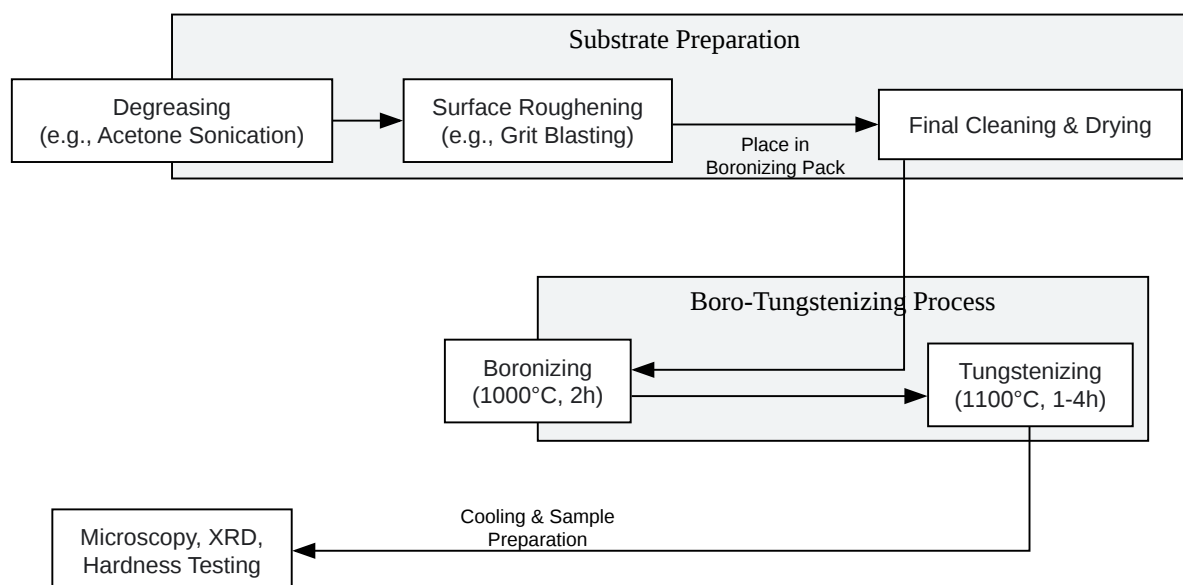 Substrate Preparation
Degreasing
(e.g., Acetone Sonication)
Surface Roughening
(e.g., Grit Blasting)
Final Cleaning & Drying
Place in
Boronizing Pack
Boro-Tungstenizing Process
Boronizing
(1000°C, 2h)
Tungstenizing
(1100°C, 1-4h)
Cooling & Sample
Preparation
Microscopy, XRD,
Hardness Testing